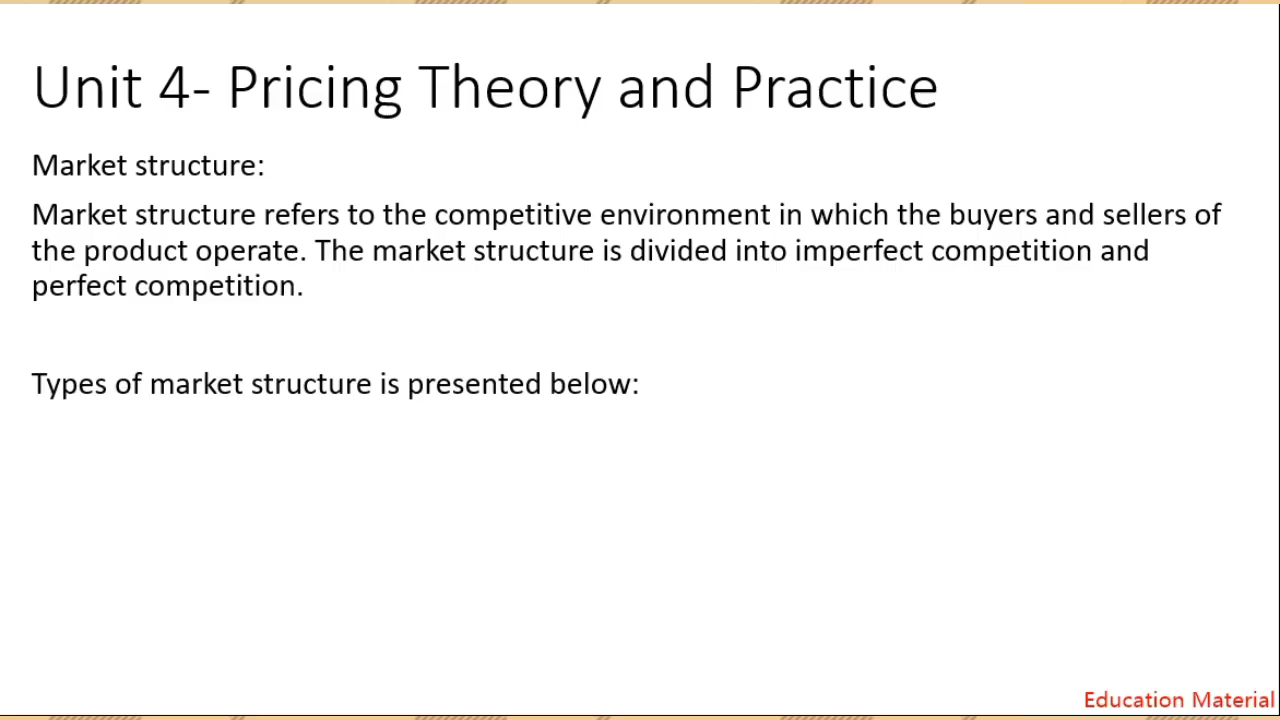 Unit 4- Pricing Theory and Practice
Market structure:
Market structure refers to the competitive environment in which the buyers and sellers of
the product operate. The market structure is divided into imperfect competition and
perfect competition.
Types of market structure is presented below:
Education Material